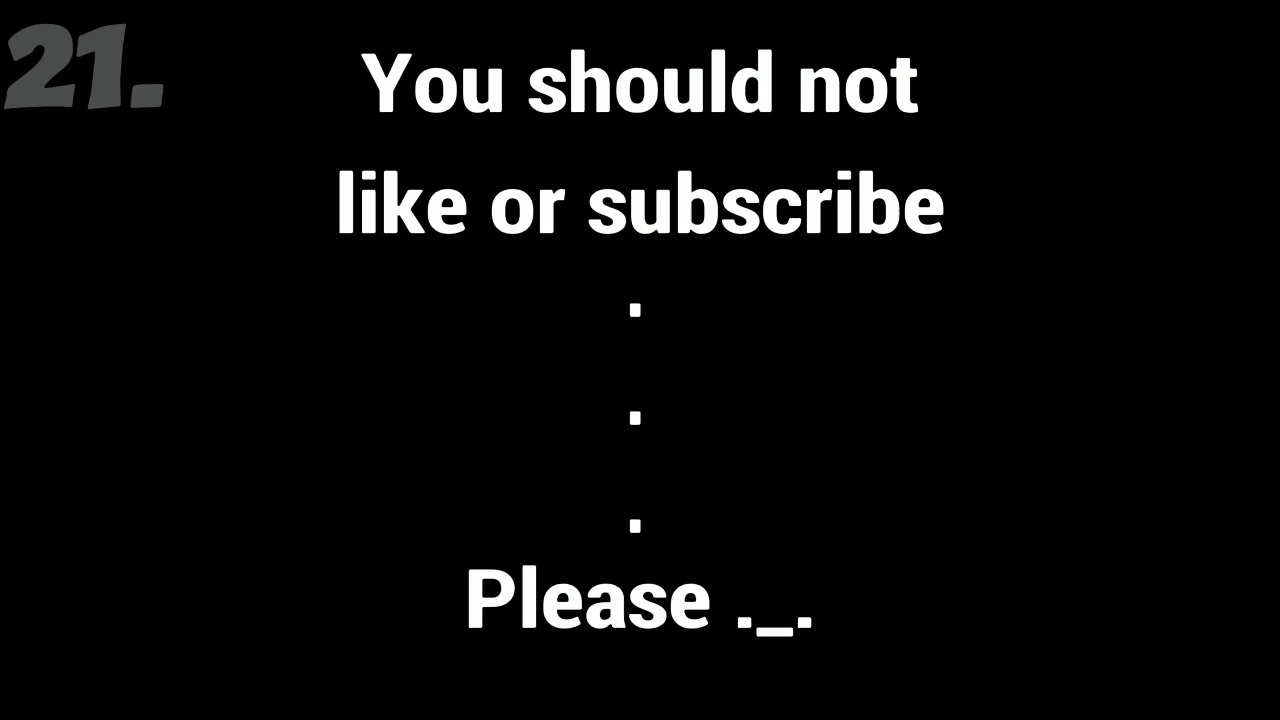 21.
You should not
like or subscribe
.
.
.
Please ._.